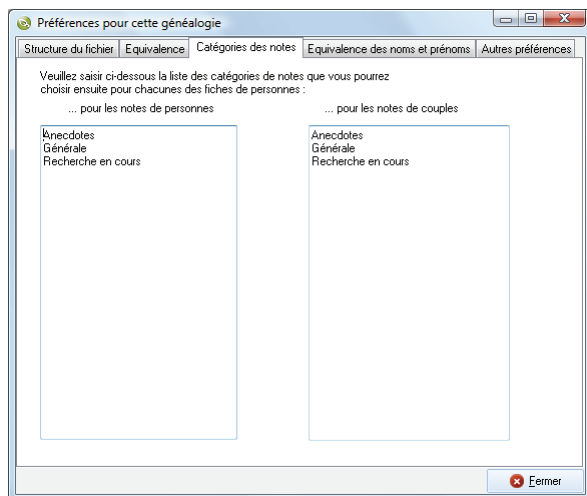 Préférences pour cette généalogie
Structure du fichier Equivalence Catégories des notes Equivalence des noms et prénoms Autres préférences
Veuillez saisir ci-dessous la liste des catégories de notes que vous pourrez
choisir ensuite pour chacunes des fiches de personnes :
... pour les notes de personnes
... pour les notes de couples
Anecdotes
Générale
Recherche en cours
Anecdotes
Générale
Recherche en cours
Fermer